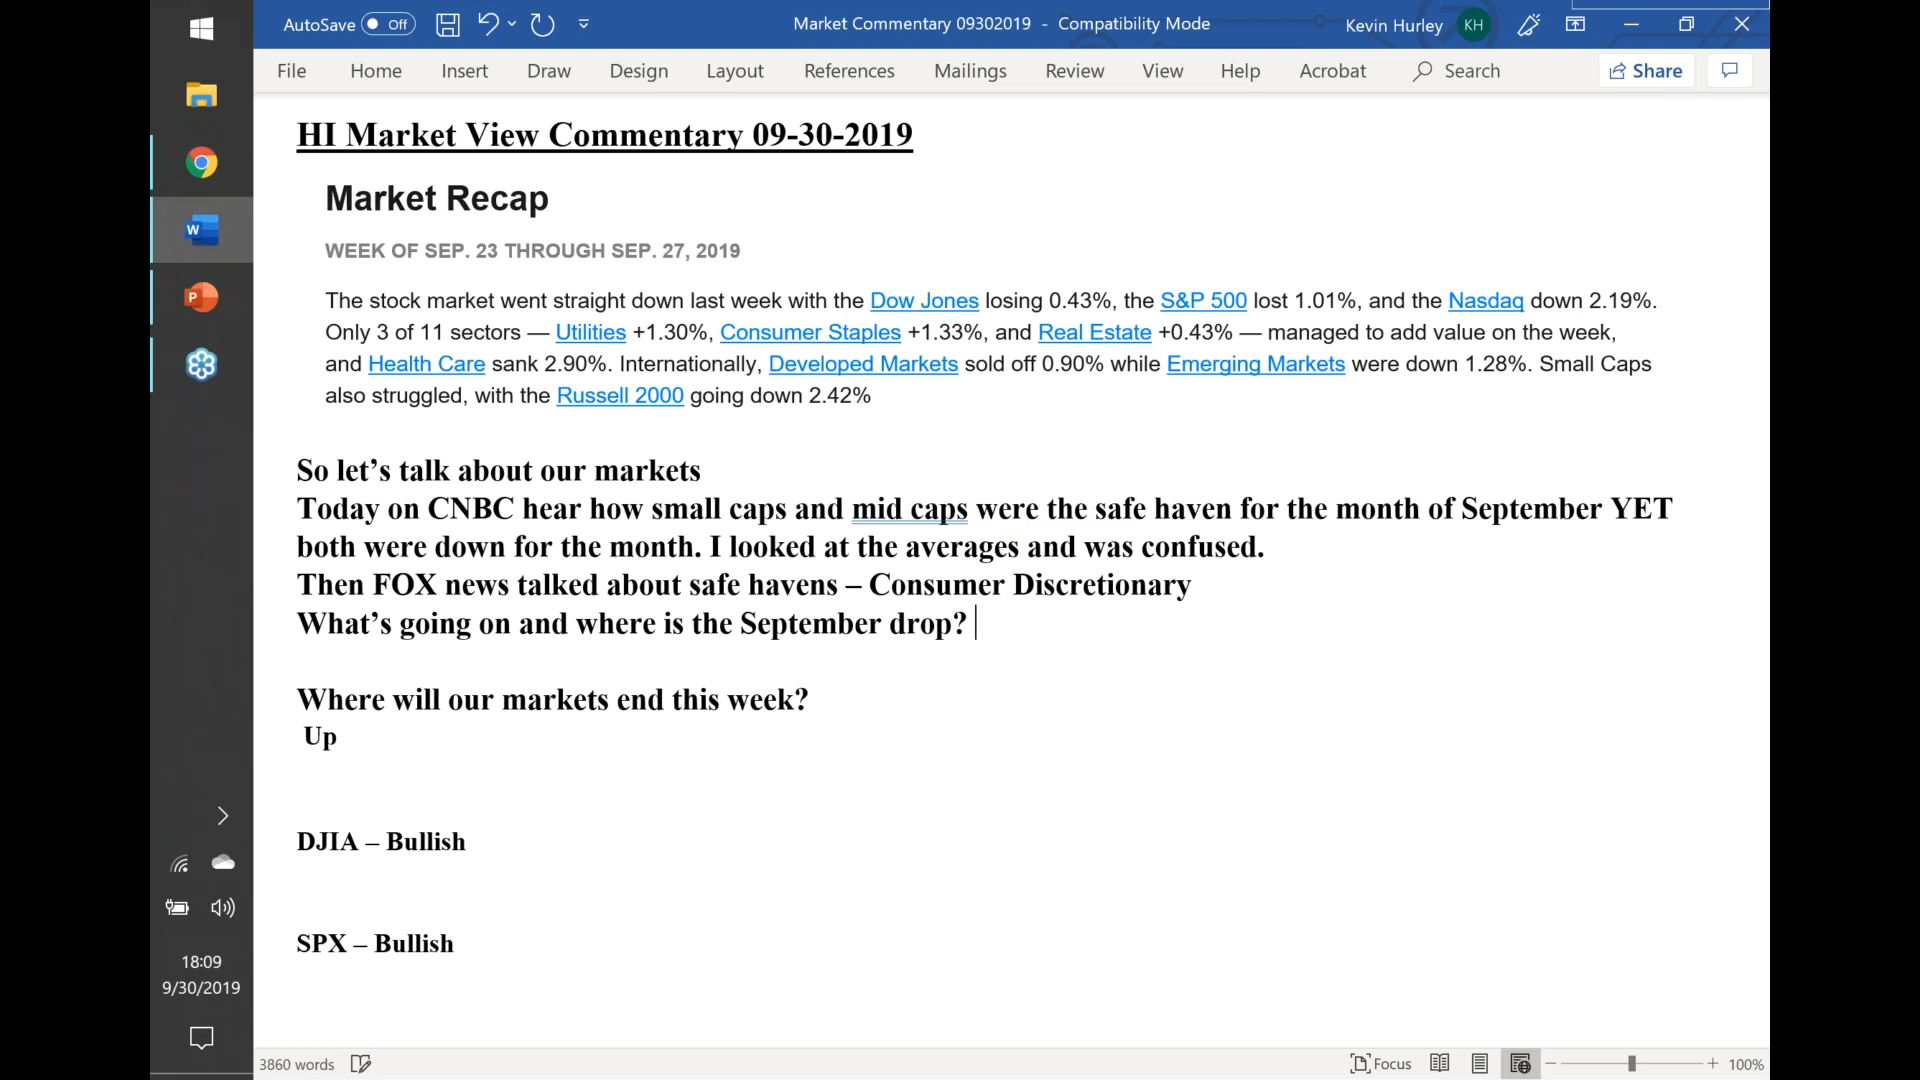 AutoSave Off
Market Commentary 09302019 - Compatibility Mode
Kevin Hurley KH
File Home Insert Draw Design Layout References Mailings Review View Help Acrobat Search Share
HI Market View Commentary 09-30-2019
Market Recap
WEEK OF SEP. 23 THROUGH SEP. 27, 2019
The stock market went straight down last week with the Dow Jones losing 0.43%, the S&P 500 lost 1.01%, and the Nasdaq down 2.19%.
Only 3 of 11 sectors — Utilities +1.30%, Consumer Staples +1.33%, and Real Estate +0.43% — managed to add value on the week,
and Health Care sank 2.90%. Internationally, Developed Markets sold off 0.90% while Emerging Markets were down 1.28%. Small Caps
also struggled, with the Russell 2000 going down 2.42%
So let’s talk about our markets
Today on CNBC hear how small caps and mid caps were the safe haven for the month of September YET
both were down for the month. I looked at the averages and was confused.
Then FOX news talked about safe havens – Consumer Discretionary
What’s going on and where is the September drop?
Where will our markets end this week?
Up
DJIA – Bullish
SPX – Bullish
W
P
18:09
9/30/2019
3860 words
Focus
100%